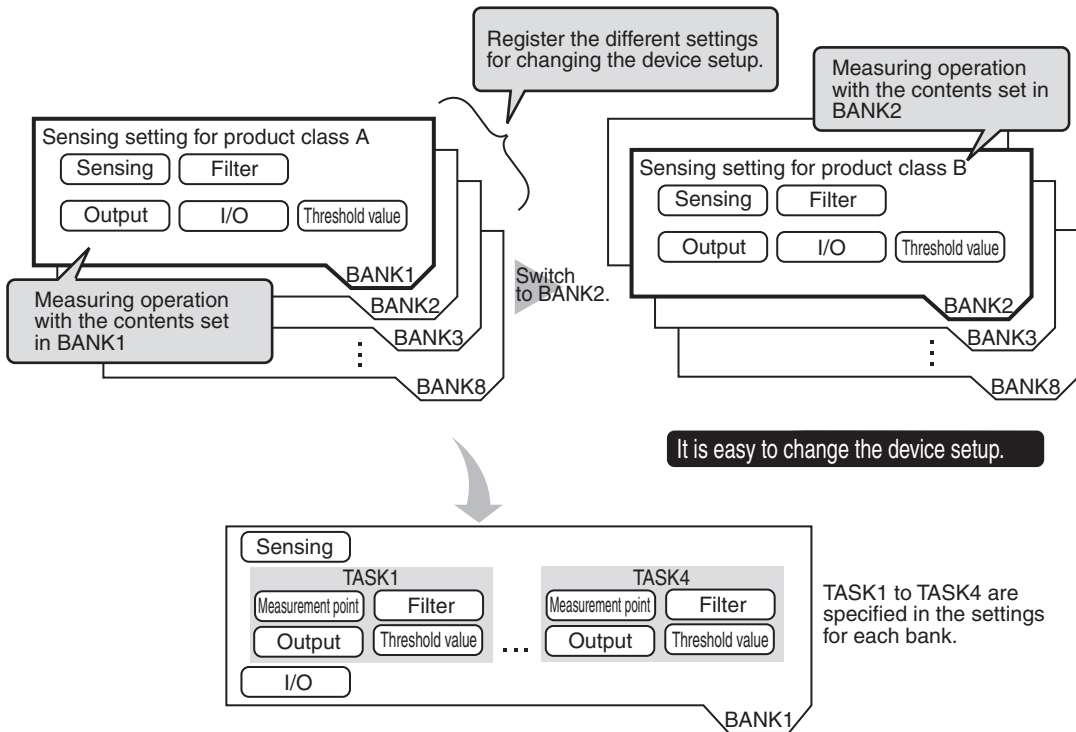 Register the different settings
for changing the device setup.
Measuring operation
with the contents set in
BANK2
Sensing setting for product class A
Sensing Filter
Output I/O Threshold value
BANK1
BANK2
BANK3
BANK8
Measuring operation
with the contents set
in BANK1
Switch
to BANK2.
Sensing setting for product class B
Sensing Filter
Output I/O Threshold value
BANK2
BANK3
BANK8
It is easy to change the device setup.
Sensing
TASK1
Measurement point Filter
Output Threshold value
...
TASK4
Measurement point Filter
Output Threshold value
I/O
BANK1
TASK1 to TASK4 are
specified in the settings
for each bank.